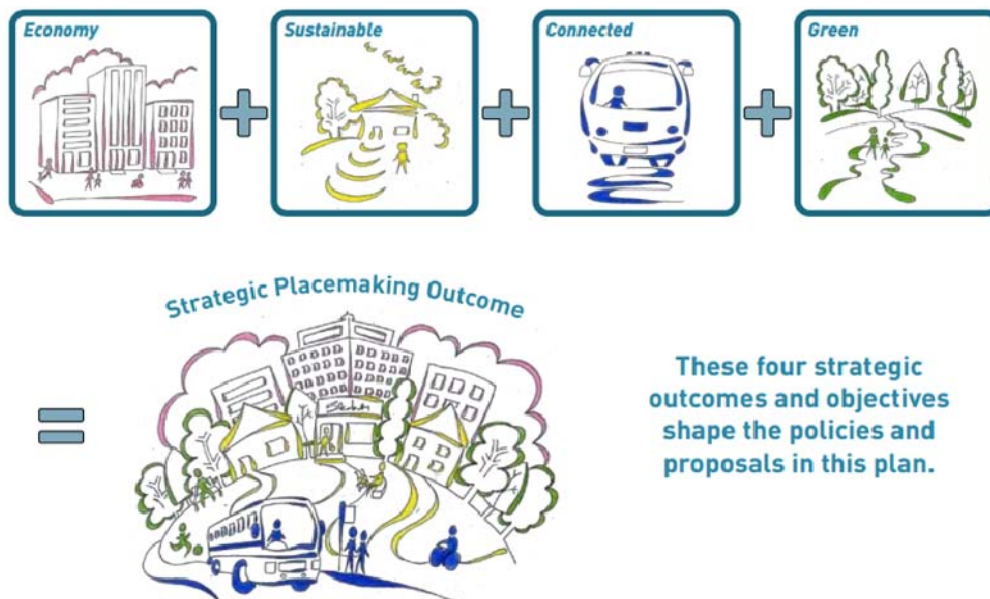 Economy
Sustainable
Connected
Green
Strategic Placemaking Outcome
These four strategic
outcomes and objectives
shape the policies and
proposals in this plan.